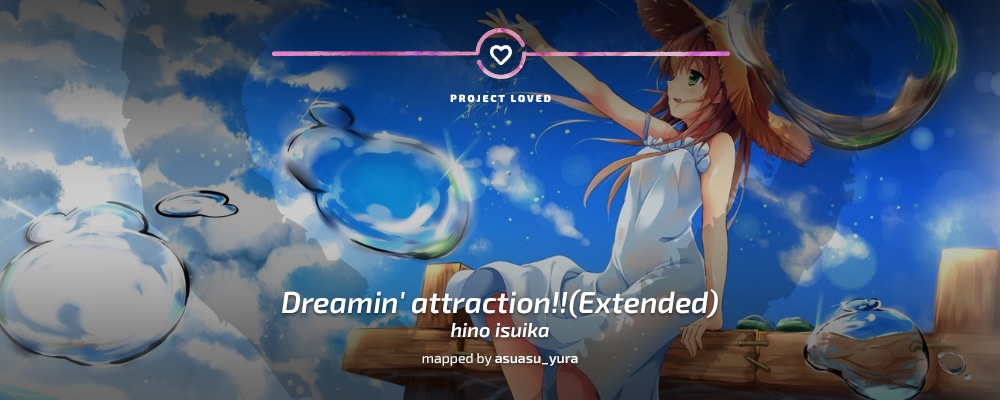 PROJECT LOVED
Dreamin' attraction!!(Extended)
hino isuika
mapped by asuasu_yura